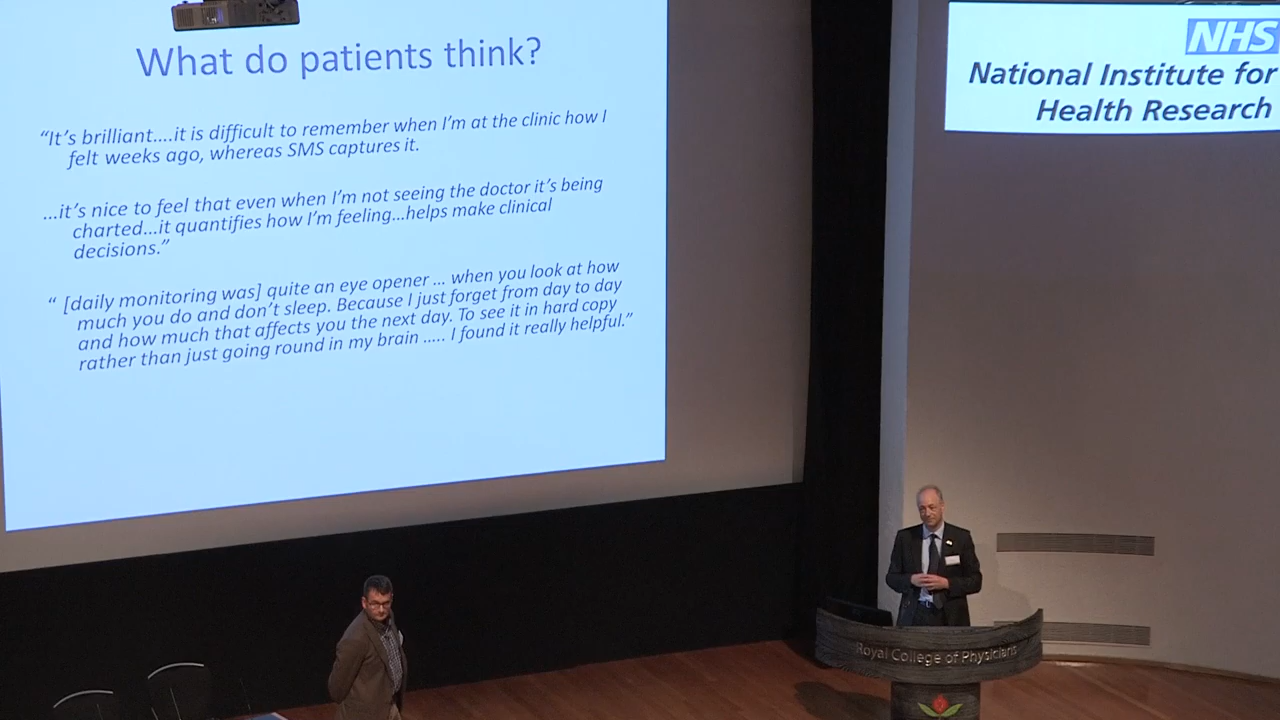 What do patients think?
“It’s brilliant....it is difficult to remember when I’m at the clinic how I
felt weeks ago, whereas SMS captures it.
...it’s nice to feel that even when I’m not seeing the doctor it’s being
charted...it quantifies how I’m feeling...helps make clinical
decisions.”
“ [daily monitoring was] quite an eye opener ... when you look at how
much you do and don’t sleep. Because I just forget from day to day
and how much that affects you the next day. To see it in hard copy
rather than just going round in my brain ..... I found it really helpful.”
NHS
National Institute for
Health Research
Royal College of Physicians